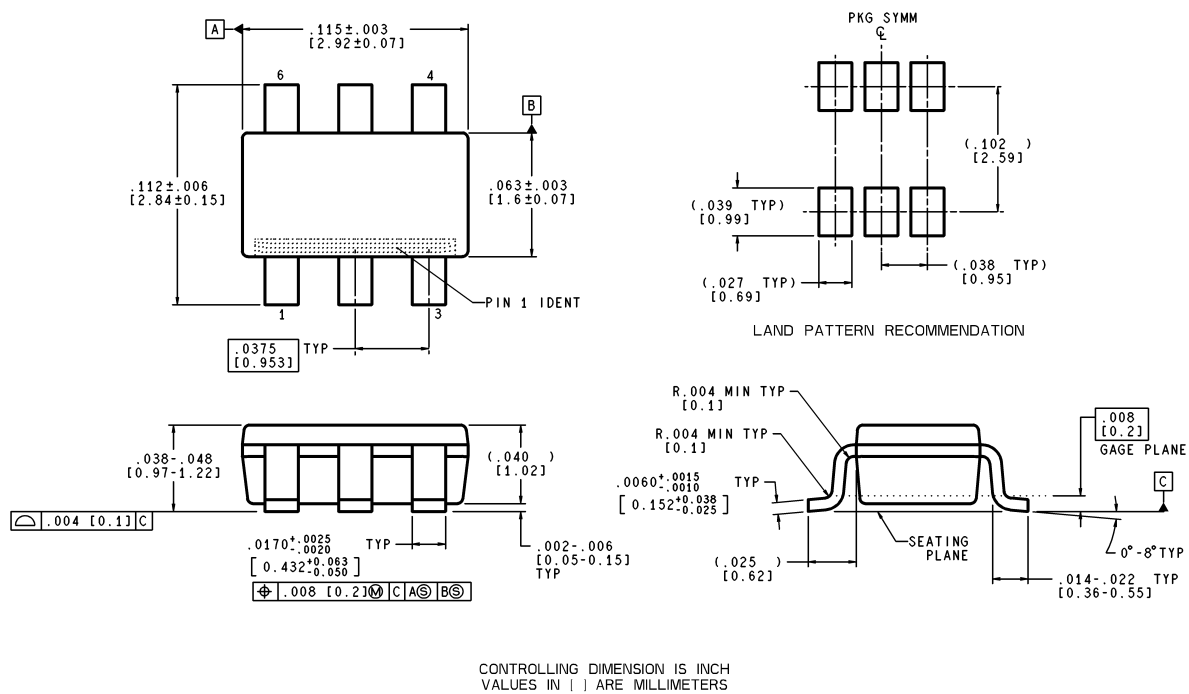 A
.115±.003
[2.92±0.07]
6
4
B
.112±.006
[2.84±0.15]
.063±.003
[1.6±0.07]
1
3
PIN 1 IDENT
.0375
[0.953]
TYP
PKG SYMM
℄
(.102 )
[2.59]
(.039 TYP)
[0.99]
(.027 TYP)
[0.69]
(.038 TYP)
[0.95]
LAND PATTERN RECOMMENDATION
.038-.048
[0.97-1.22]
(.040 )
[1.02]
⌓ .004 [0.1] C
.0170 +.0025 -.0020
[0.432 +0.063 -0.050]
TYP
⌖ .008 [0.2]Ⓜ C AⓈ BⓈ
.002-.006
[0.05-0.15]
TYP
R.004 MIN TYP
[0.1]
R.004 MIN TYP
[0.1]
.0060 +.0015 -.0010
[0.152 +0.038 -0.025]
TYP
.008
[0.2]
GAGE PLANE
C
SEATING
PLANE
(.025 )
[0.62]
0°-8° TYP
.014-.022 TYP
[0.36-0.55]
CONTROLLING DIMENSION IS INCH
VALUES IN [ ] ARE MILLIMETERS